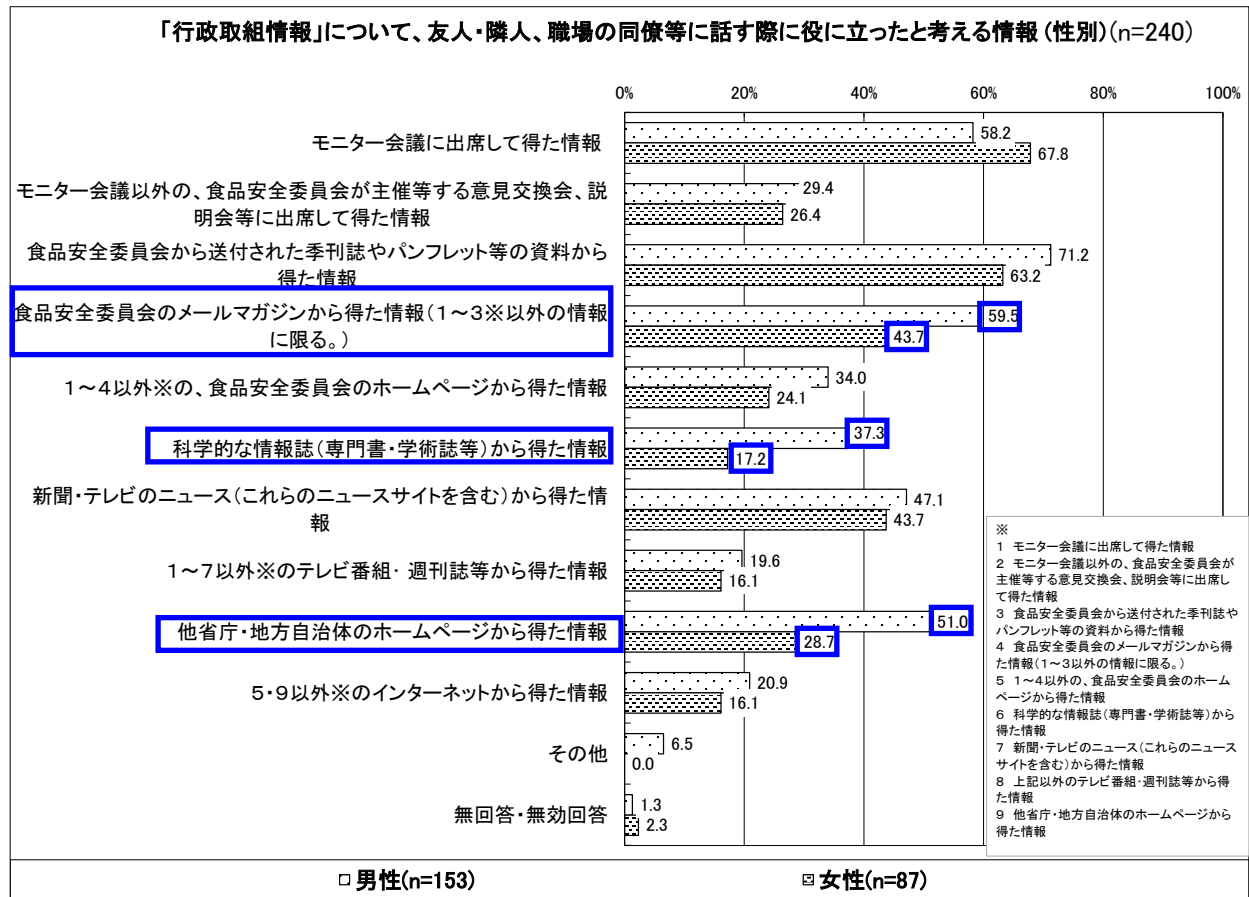 「行政取組情報」について、友人・隣人、職場の同僚等に話す際に役に立ったと考える情報（性別）(n=240)
0% 20% 40% 60% 80% 100%
モニター会議に出席して得た情報
58.2
67.8
モニター会議以外の、食品安全委員会が主催等する意見交換会、説
明会等に出席して得た情報
29.4
26.4
食品安全委員会から送付された季刊誌やパンフレット等の資料から
得た情報
71.2
63.2
食品安全委員会のメールマガジンから得た情報（１～３※以外の情報
に限る。）
59.5
43.7
１～４以外※の、食品安全委員会のホームページから得た情報
34.0
24.1
科学的な情報誌（専門書・学術誌等）から得た情報
37.3
17.2
新聞・テレビのニュース（これらのニュースサイトを含む）から得た情
報
47.1
43.7
１～７以外※のテレビ番組・週刊誌等から得た情報
19.6
16.1
他省庁・地方自治体のホームページから得た情報
51.0
28.7
５・９以外※のインターネットから得た情報
20.9
16.1
その他
6.5
0.0
無回答・無効回答
1.3
2.3
※
1 モニター会議に出席して得た情報
2 モニター会議以外の、食品安全委員会が
主催等する意見交換会、説明会等に出席し
て得た情報
3 食品安全委員会から送付された季刊誌や
パンフレット等の資料から得た情報
4 食品安全委員会のメールマガジンから得
た情報（１～３以外の情報に限る。）
5 １～４以外の、食品安全委員会のホーム
ページから得た情報
6 科学的な情報誌（専門書・学術誌等）から
得た情報
7 新聞・テレビのニュース（これらのニュース
サイトを含む）から得た情報
8 上記以外のテレビ番組・週刊誌等から得
た情報
9 他省庁・地方自治体のホームページから
得た情報
男性(n=153) 女性(n=87)